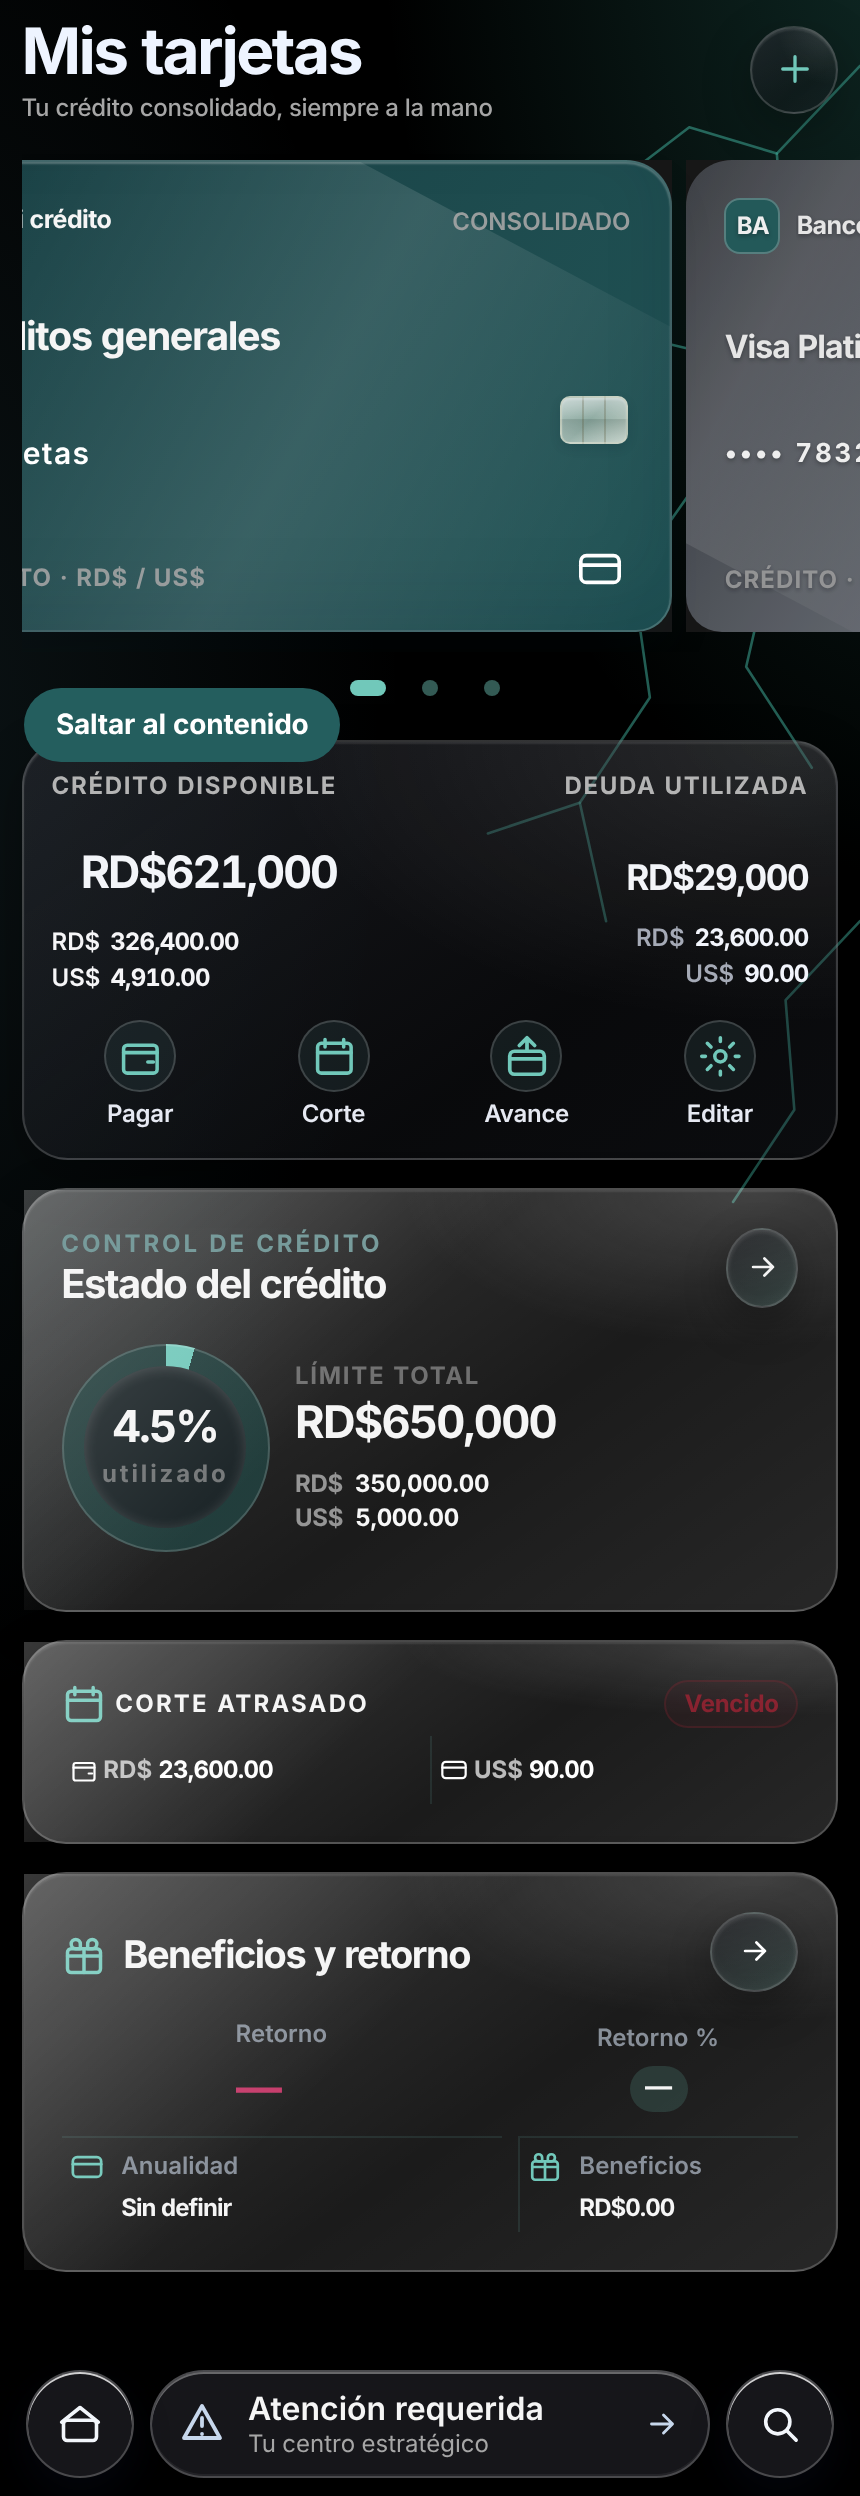 Mis tarjetas
Tu crédito consolidado, siempre a la mano
crédito
CONSOLIDADO
BA
Visa
litos generales
etas
•••• 783
TO · RD$ / US$
CRÉDITO ·
Saltar al contenido
CRÉDITO DISPONIBLE
DEUDA UTILIZADA
RD$621,000
RD$29,000
RD$ 326,400.00
RD$ 23,600.00
US$ 4,910.00
US$ 90.00
Pagar
Corte
Avance
Editar
CONTROL DE CRÉDITO
Estado del crédito
4.5%
utilizado
LÍMITE TOTAL
RD$650,000
RD$ 350,000.00
US$ 5,000.00
CORTE ATRASADO
Vencido
RD$ 23,600.00
US$ 90.00
Beneficios y retorno
Retorno
Retorno %
—
—
Anualidad
Sin definir
Beneficios
RD$0.00
Atención requerida
Tu centro estratégico